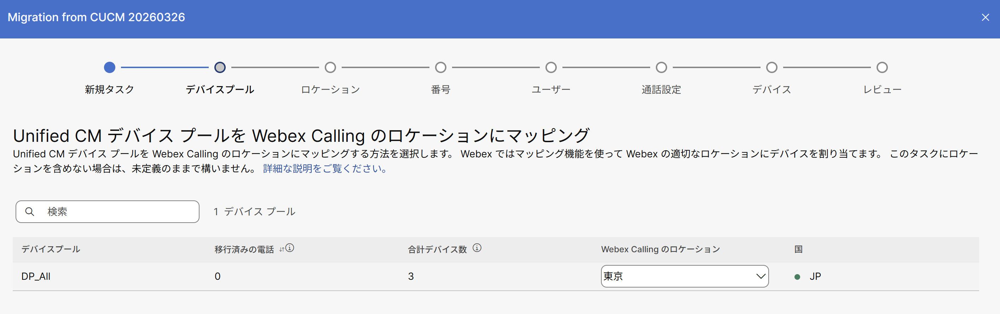 Migration from CUCM 20260326
新規タスク
デバイスプール
ロケーション
番号
ユーザー
通話設定
デバイス
レビュー
Unified CM デバイス プールを Webex Calling のロケーションにマッピング
Unified CM デバイス プールを Webex Calling のロケーションにマッピングする方法を選択します。 Webex ではマッピング機能を使って Webex の適切なロケーションにデバイスを割り当てます。 このタスクにロケー
ションを含めない場合は、未定義のままで構いません。 詳細な説明をご覧ください。
検索
1 デバイス プール
デバイスプール 移行済みの電話 合計デバイス数 Webex Calling のロケーション 国
DP_All 0 3 東京 JP